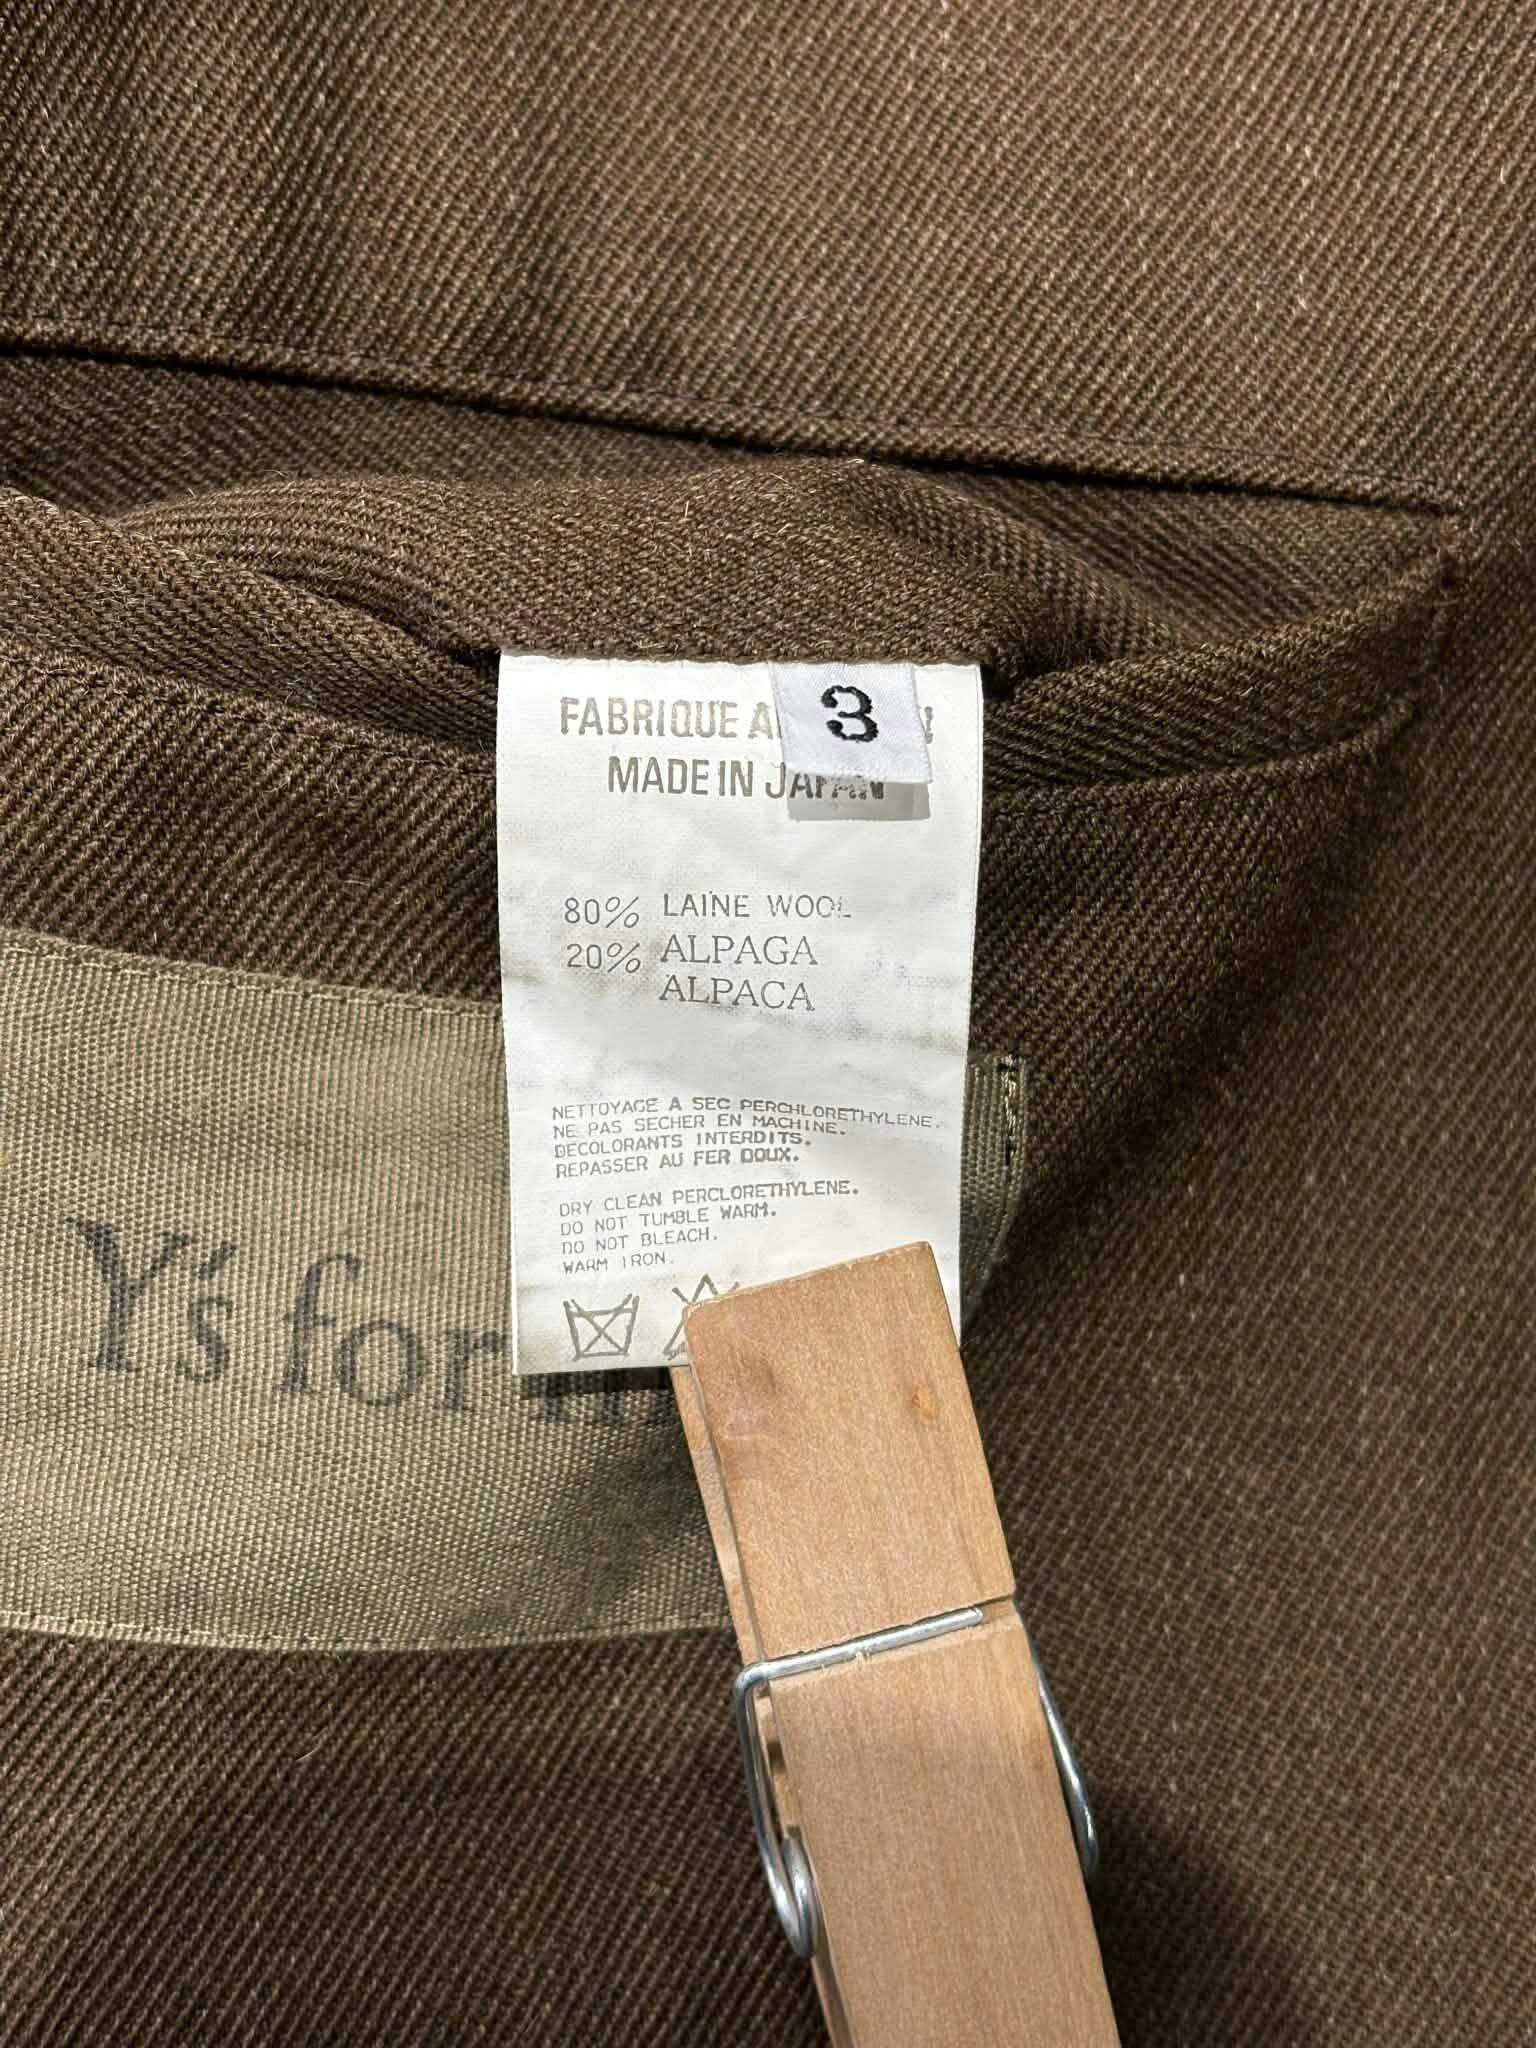 3
FABRIQUE A
MADE IN JAPAN
80% LAINE WOOL
20% ALPAGA
ALPACA
NETTOYAGE A SEC PERCHLORETHYLENE.
NE PAS SECHER EN MACHINE.
DECOLORANTS INTERDITS.
REPASSER AU FER DOUX.
DRY CLEAN PERCLORETHYLENE.
DO NOT TUMBLE WARM.
DO NOT BLEACH.
WARM IRON.
Y's for